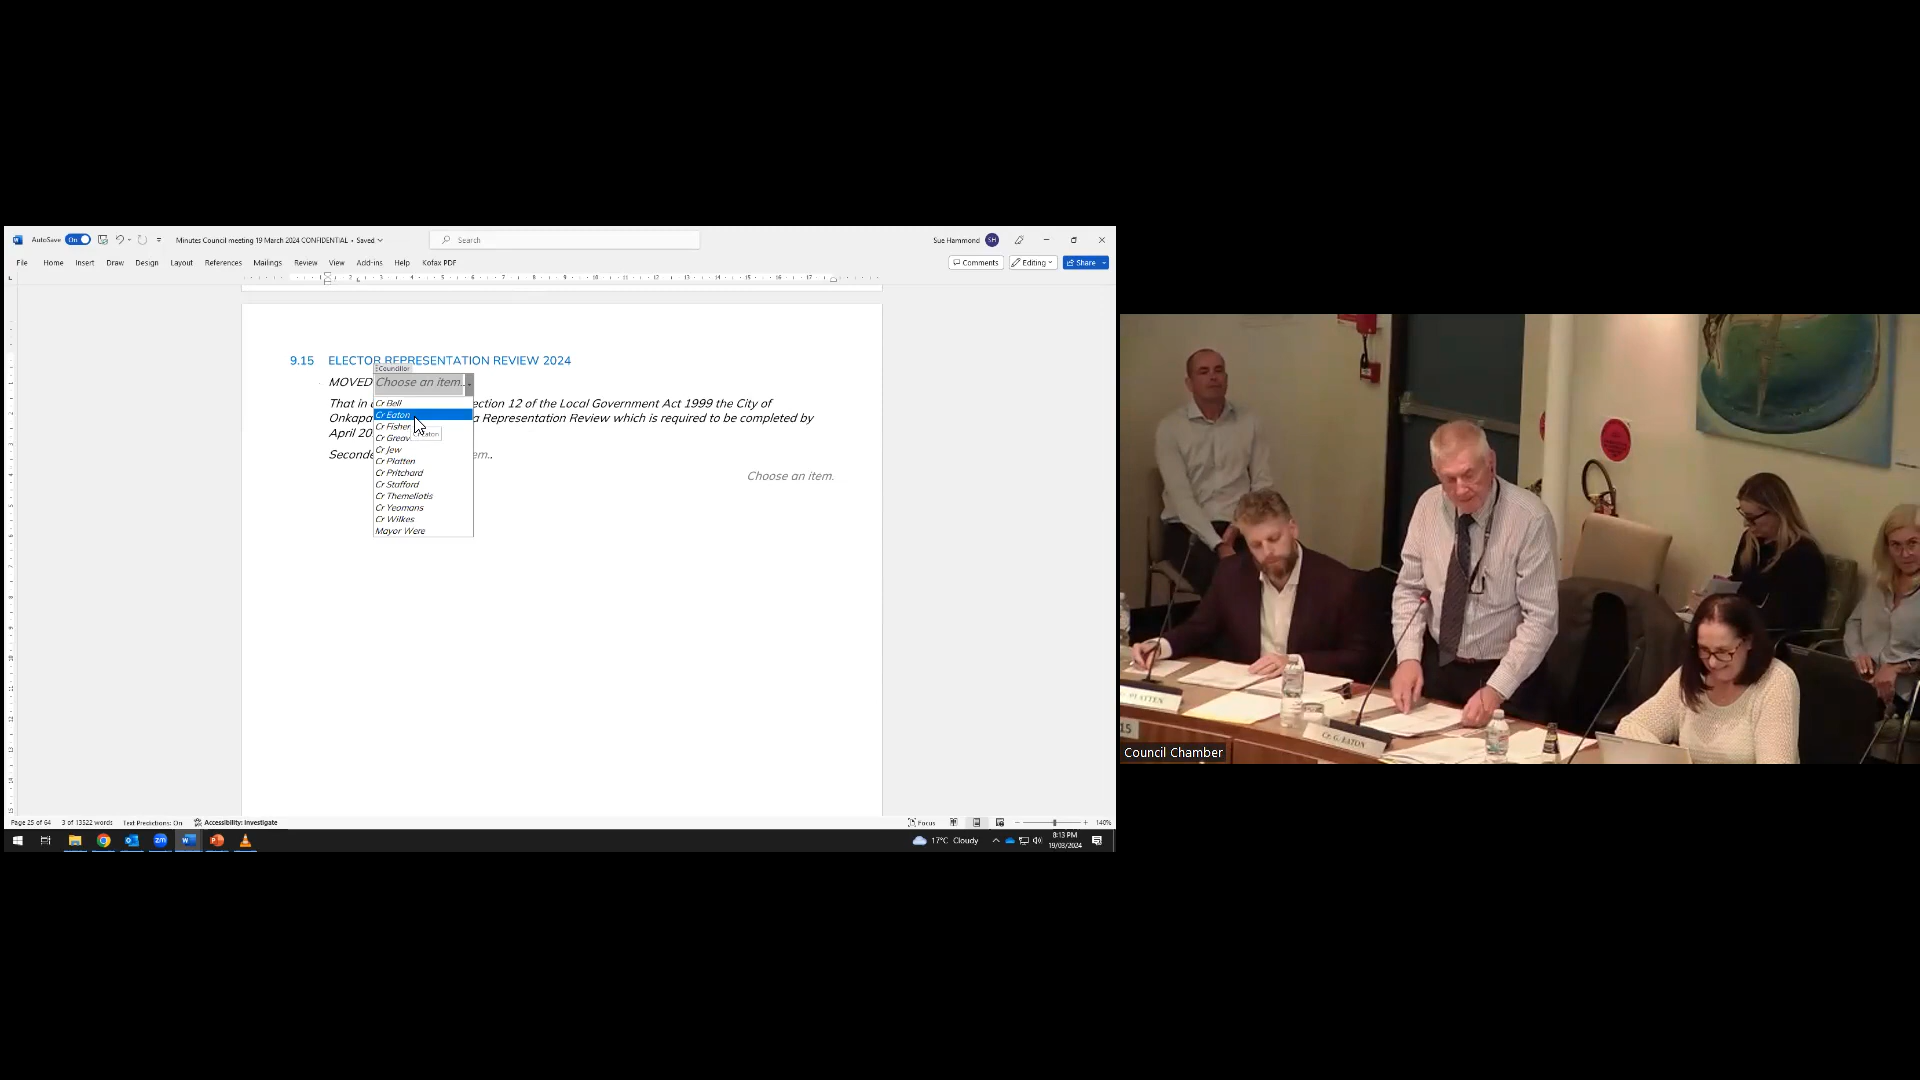 AutoSave On Minutes Council meeting 19 March 2024 CONFIDENTIAL • Saved Search Sue Hammond SH
File Home Insert Draw Design Layout References Mailings Review View Add-ins Help Kofax PDF Comments Editing Share
9.15 ELECTOR REPRESENTATION REVIEW 2024
Councillor
MOVED Choose an item.
Cr Bell
Cr Eaton
Cr Fisher
Cr Greav
Cr Jew
Cr Platten
Cr Pritchard
Cr Stafford
Cr Themeliotis
Cr Yeomans
Cr Wilkes
Mayor Were
That in ection 12 of the Local Government Act 1999 the City of
Onkapa a Representation Review which is required to be completed by
April 20
Seconde em..
Choose an item.
Page 25 of 64 3 of 13522 words Text Predictions: On Accessibility: Investigate Focus 140%
zm 17°C Cloudy 8:13 PM
19/03/2024
PLATTEN
15
Cr. G. EATON
Council Chamber